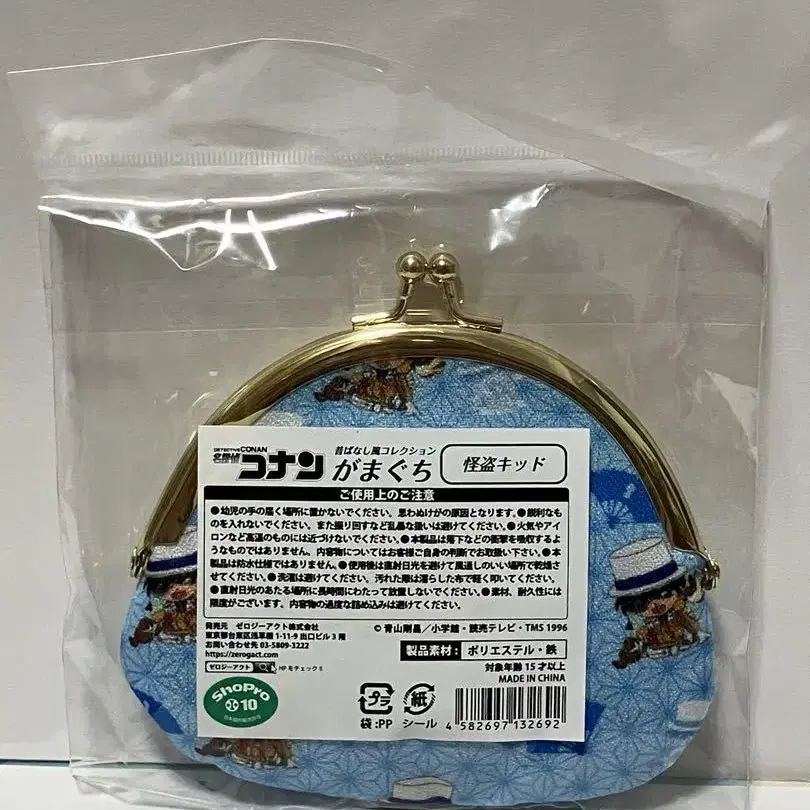 DETECTIVE CONAN
名探偵コナン
昔ばなし風コレクション
がまぐち
怪盗キッド
ご使用上のご注意
●幼児の手の届く場所に置かないでください。思わぬけがの原因となります。●鋭利なも
のを入れないでください。また振り回すなど乱暴な扱いは避けてください。●火気やアイ
ロンなど高温のものには近づけないでください。●本製品は落下などの衝撃を吸収するよ
うなものではありません。内容物についてはお客様ご自身の判断でお取扱い下さい。●本
製品は防水仕様ではありません。●使用後は直射日光を避けて風通しのいい場所で乾燥さ
せてください。●洗濯は避けてください。汚れた際は濡らした布で軽く叩いてください。
●直射日光のあたる場所に長時間にわたって放置しないでください。●素材、耐久性には
限度がございます。内容物の過度な詰め込みは避けてください。
発売元 ゼロジーアクト株式会社
東京都台東区浅草橋 1-11-9 出口ビル 3 階
お問い合わせ先 03-5809-3222
https://zerogact.com/
ゼロジーアクト HPをチェック!!
©青山剛昌／小学館・読売テレビ・TMS 1996
製品素材: ポリエステル・鉄
対象年齢 15 才以上
MADE IN CHINA
ShoPro
10
プラ
紙
袋:PP シール
4 582697 132692